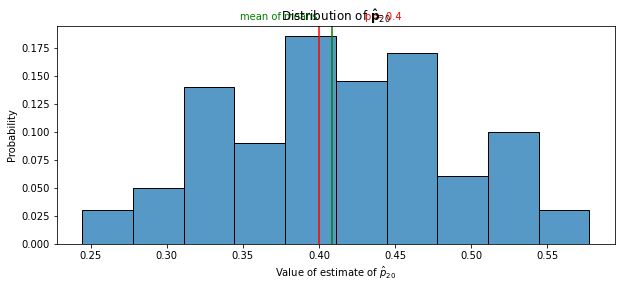 Distribution of p̂₂₀
mean of means
p = 0.4
Probability
0.175
0.150
0.125
0.100
0.075
0.050
0.025
0.000
0.25 0.30 0.35 0.40 0.45 0.50 0.55
Value of estimate of p̂₂₀